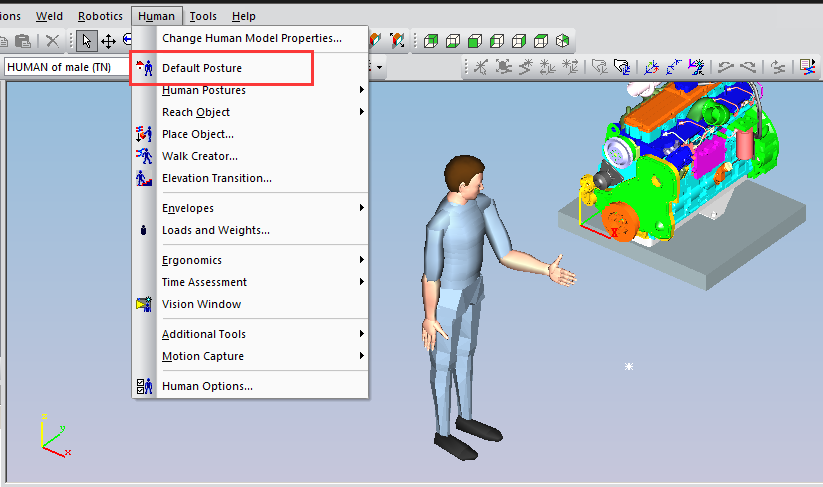 ions Weld Robotics Human Tools Help
Change Human Model Properties...
HUMAN of male (TN)
Default Posture
Human Postures
Reach Object
Place Object...
Walk Creator...
Elevation Transition...
Envelopes
Loads and Weights...
Ergonomics
Time Assessment
Vision Window
Additional Tools
Motion Capture
Human Options...
X
z
y
x